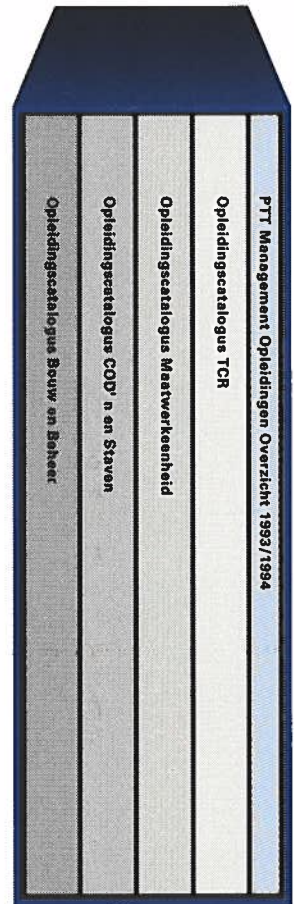 PTT Management Opleidingen Overzicht 1993/1994
Opleidingscatalogus TCR
Opleidingscatalogus Maatwerkeenheid
Opleidingscatalogus COD'n en Staven
Opleidingscatalogus Bouw en Beheer